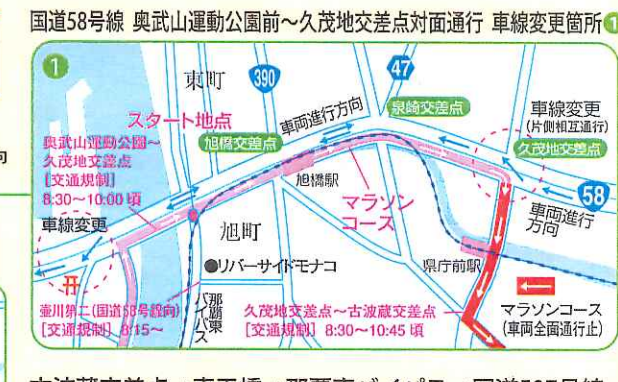 国道58号線 奥武山運動公園前〜久茂地交差点対面通行 車線変更箇所❶
❶
東町
390
47
スタート地点
車両進行方向
泉崎交差点
車線変更
(片側相互通行)
奥武山運動公園〜
久茂地交差点
[交通規制]
8:30〜10:00頃
旭橋交差点
久茂地交差点
旭橋駅
マラソン
コース
58
車線変更
旭町
車両進行
方向
●リバーサイドモナコ
県庁前駅
壺川第二(国道58号線向)
[交通規制] 8:15〜
那覇東
バイパス
久茂地交差点〜古波蔵交差点
[交通規制] 8:30〜10:45頃
マラソンコース
(車両全面通行止)
向